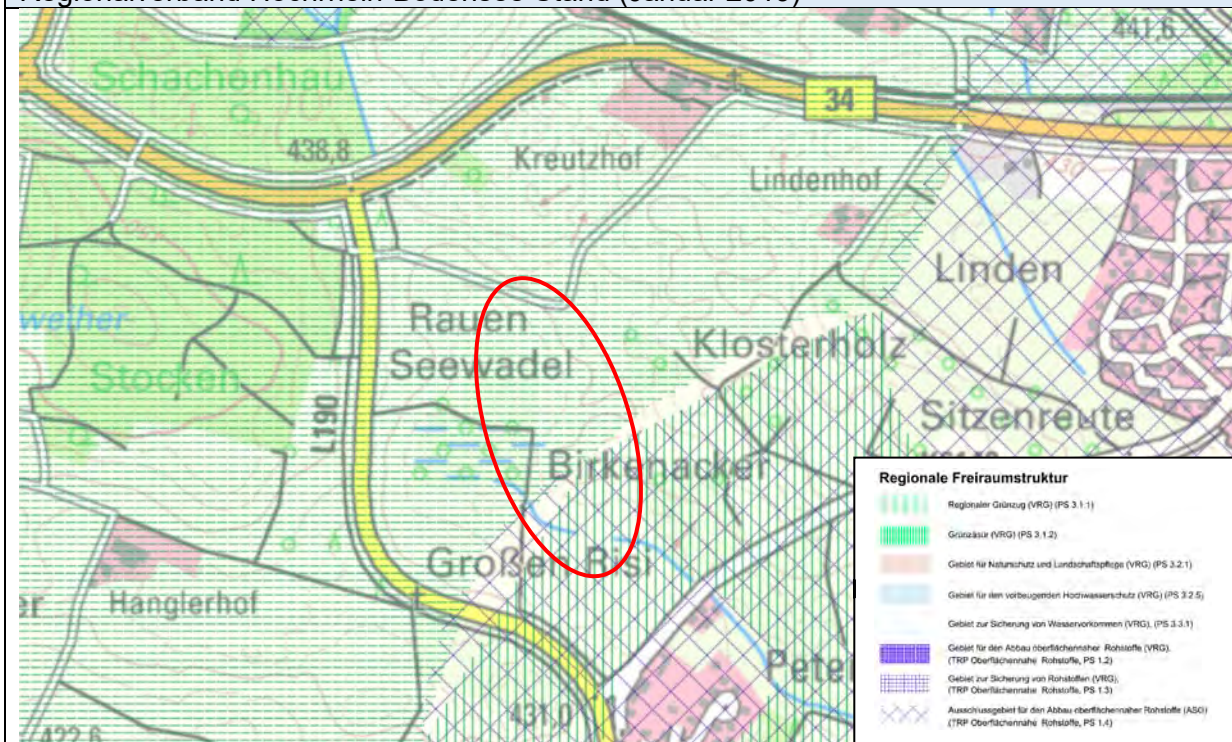 Schachenhau
441,6
34
438,8
Kreutzhof
Lindenhof
Linden
Rauen
Seewadel
Klosterholz
Stocken
L190
Sitzenreute
Birkenacker
Großen Risl
Hanglerhof
Pete
431,0
422,6
Regionale Freiraumstruktur
Regionaler Grünzug (VRG) (PS 3.1.1)
Grünzäsur (VRG) (PS 3.1.2)
Gebiet für Naturschutz und Landschaftspflege (VRG) (PS 3.2.1)
Gebiet für den vorbeugenden Hochwasserschutz (VRG) (PS 3.2.5)
Gebiet zur Sicherung von Wasservorkommen (VRG), (PS 3.3.1)
Gebiet für den Abbau oberflächennaher Rohstoffe (VRG),
(TRP Oberflächennahe Rohstoffe, PS 1.2)
Gebiet zur Sicherung von Rohstoffen (VRG),
(TRP Oberflächennahe Rohstoffe, PS 1.3)
Ausschlussgebiet für den Abbau oberflächennaher Rohstoffe (ASG)
(TRP Oberflächennahe Rohstoffe, PS 1.4)